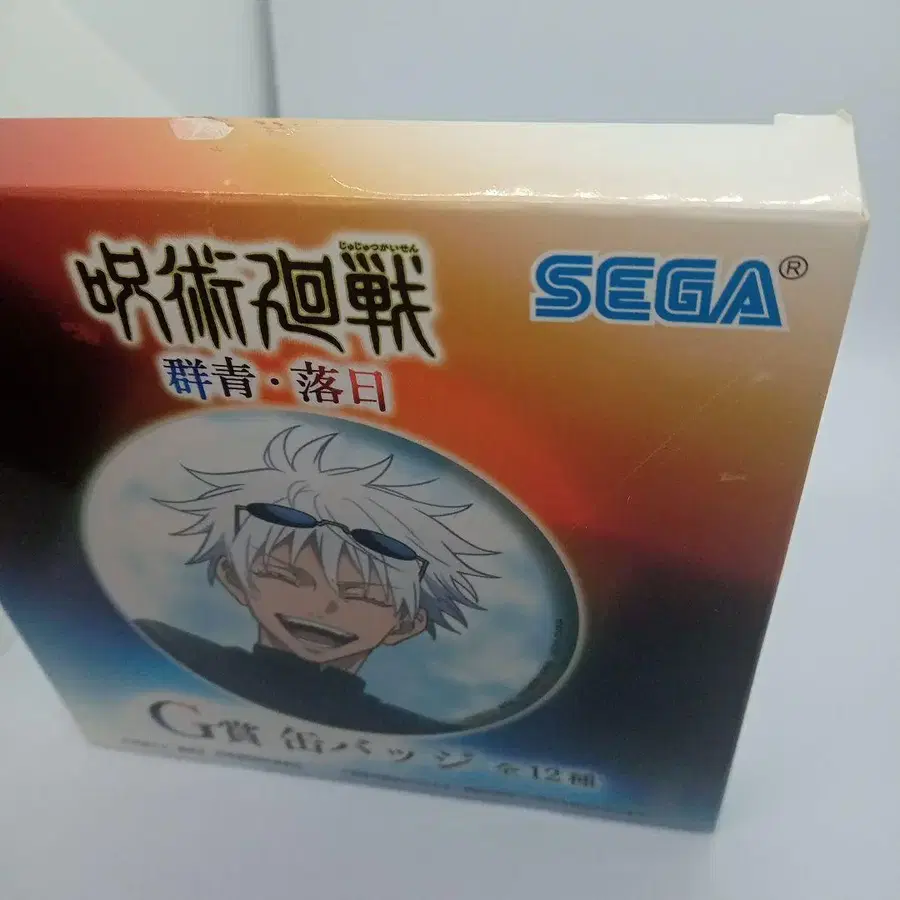 じゅじゅつかいせん
呪術廻戦
SEGA®
群青・落日
G賞 缶バッジ 全12種